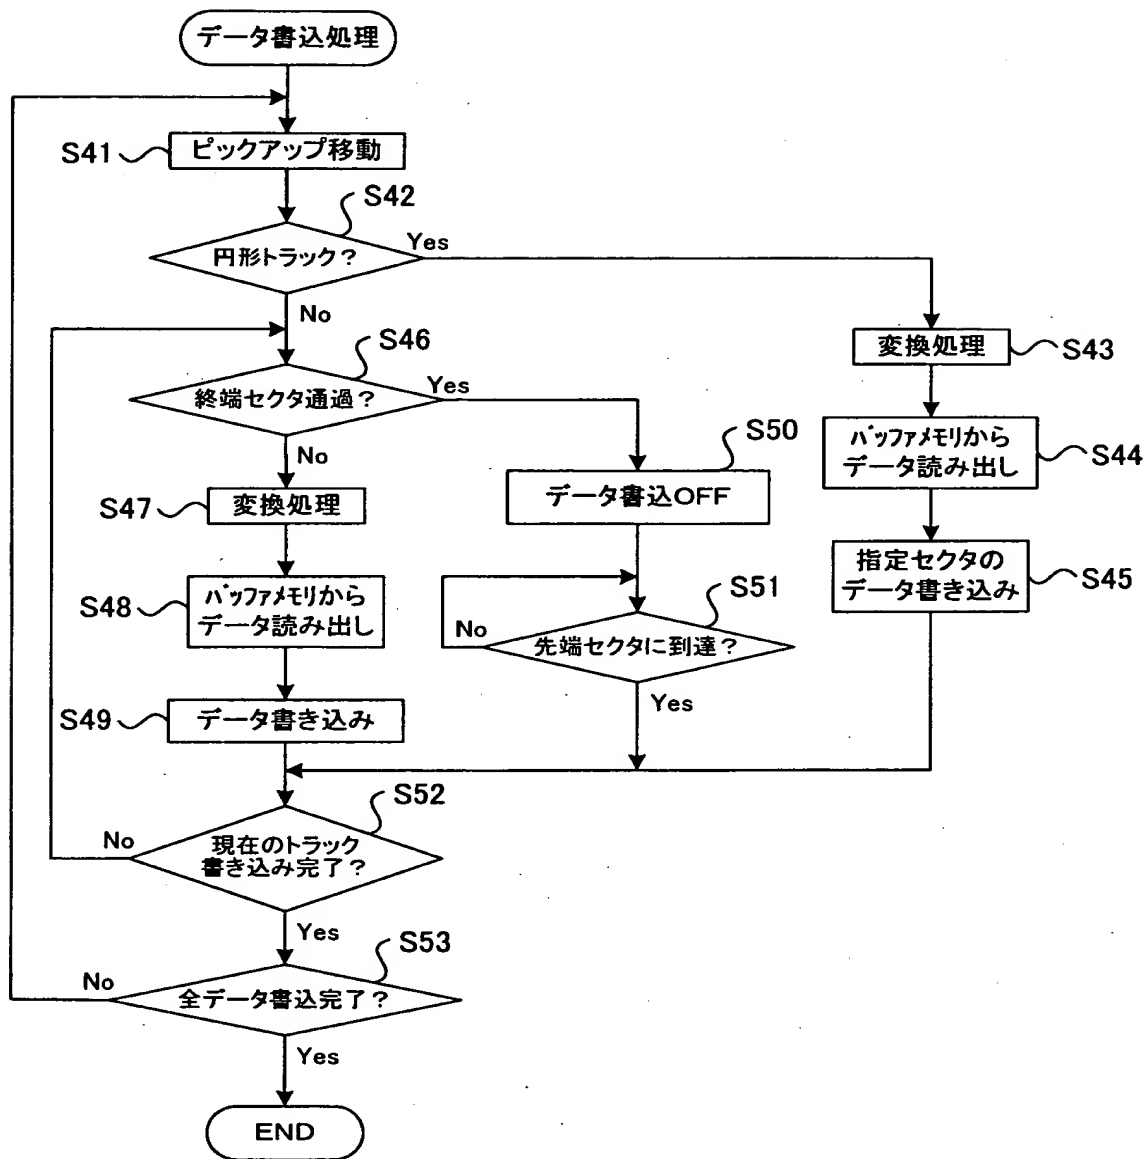 データ書込処理
S41
ピックアップ移動
S42
円形トラック?
Yes
No
S46
終端セクタ通過?
Yes
No
変換処理
S43
バッファメモリから
データ読み出し
S44
指定セクタの
データ書き込み
S45
S50
データ書込OFF
S47
変換処理
S48
バッファメモリから
データ読み出し
S51
先端セクタに到達?
No
Yes
S49
データ書き込み
S52
現在のトラック
書き込み完了?
No
Yes
S53
全データ書込完了?
No
Yes
END